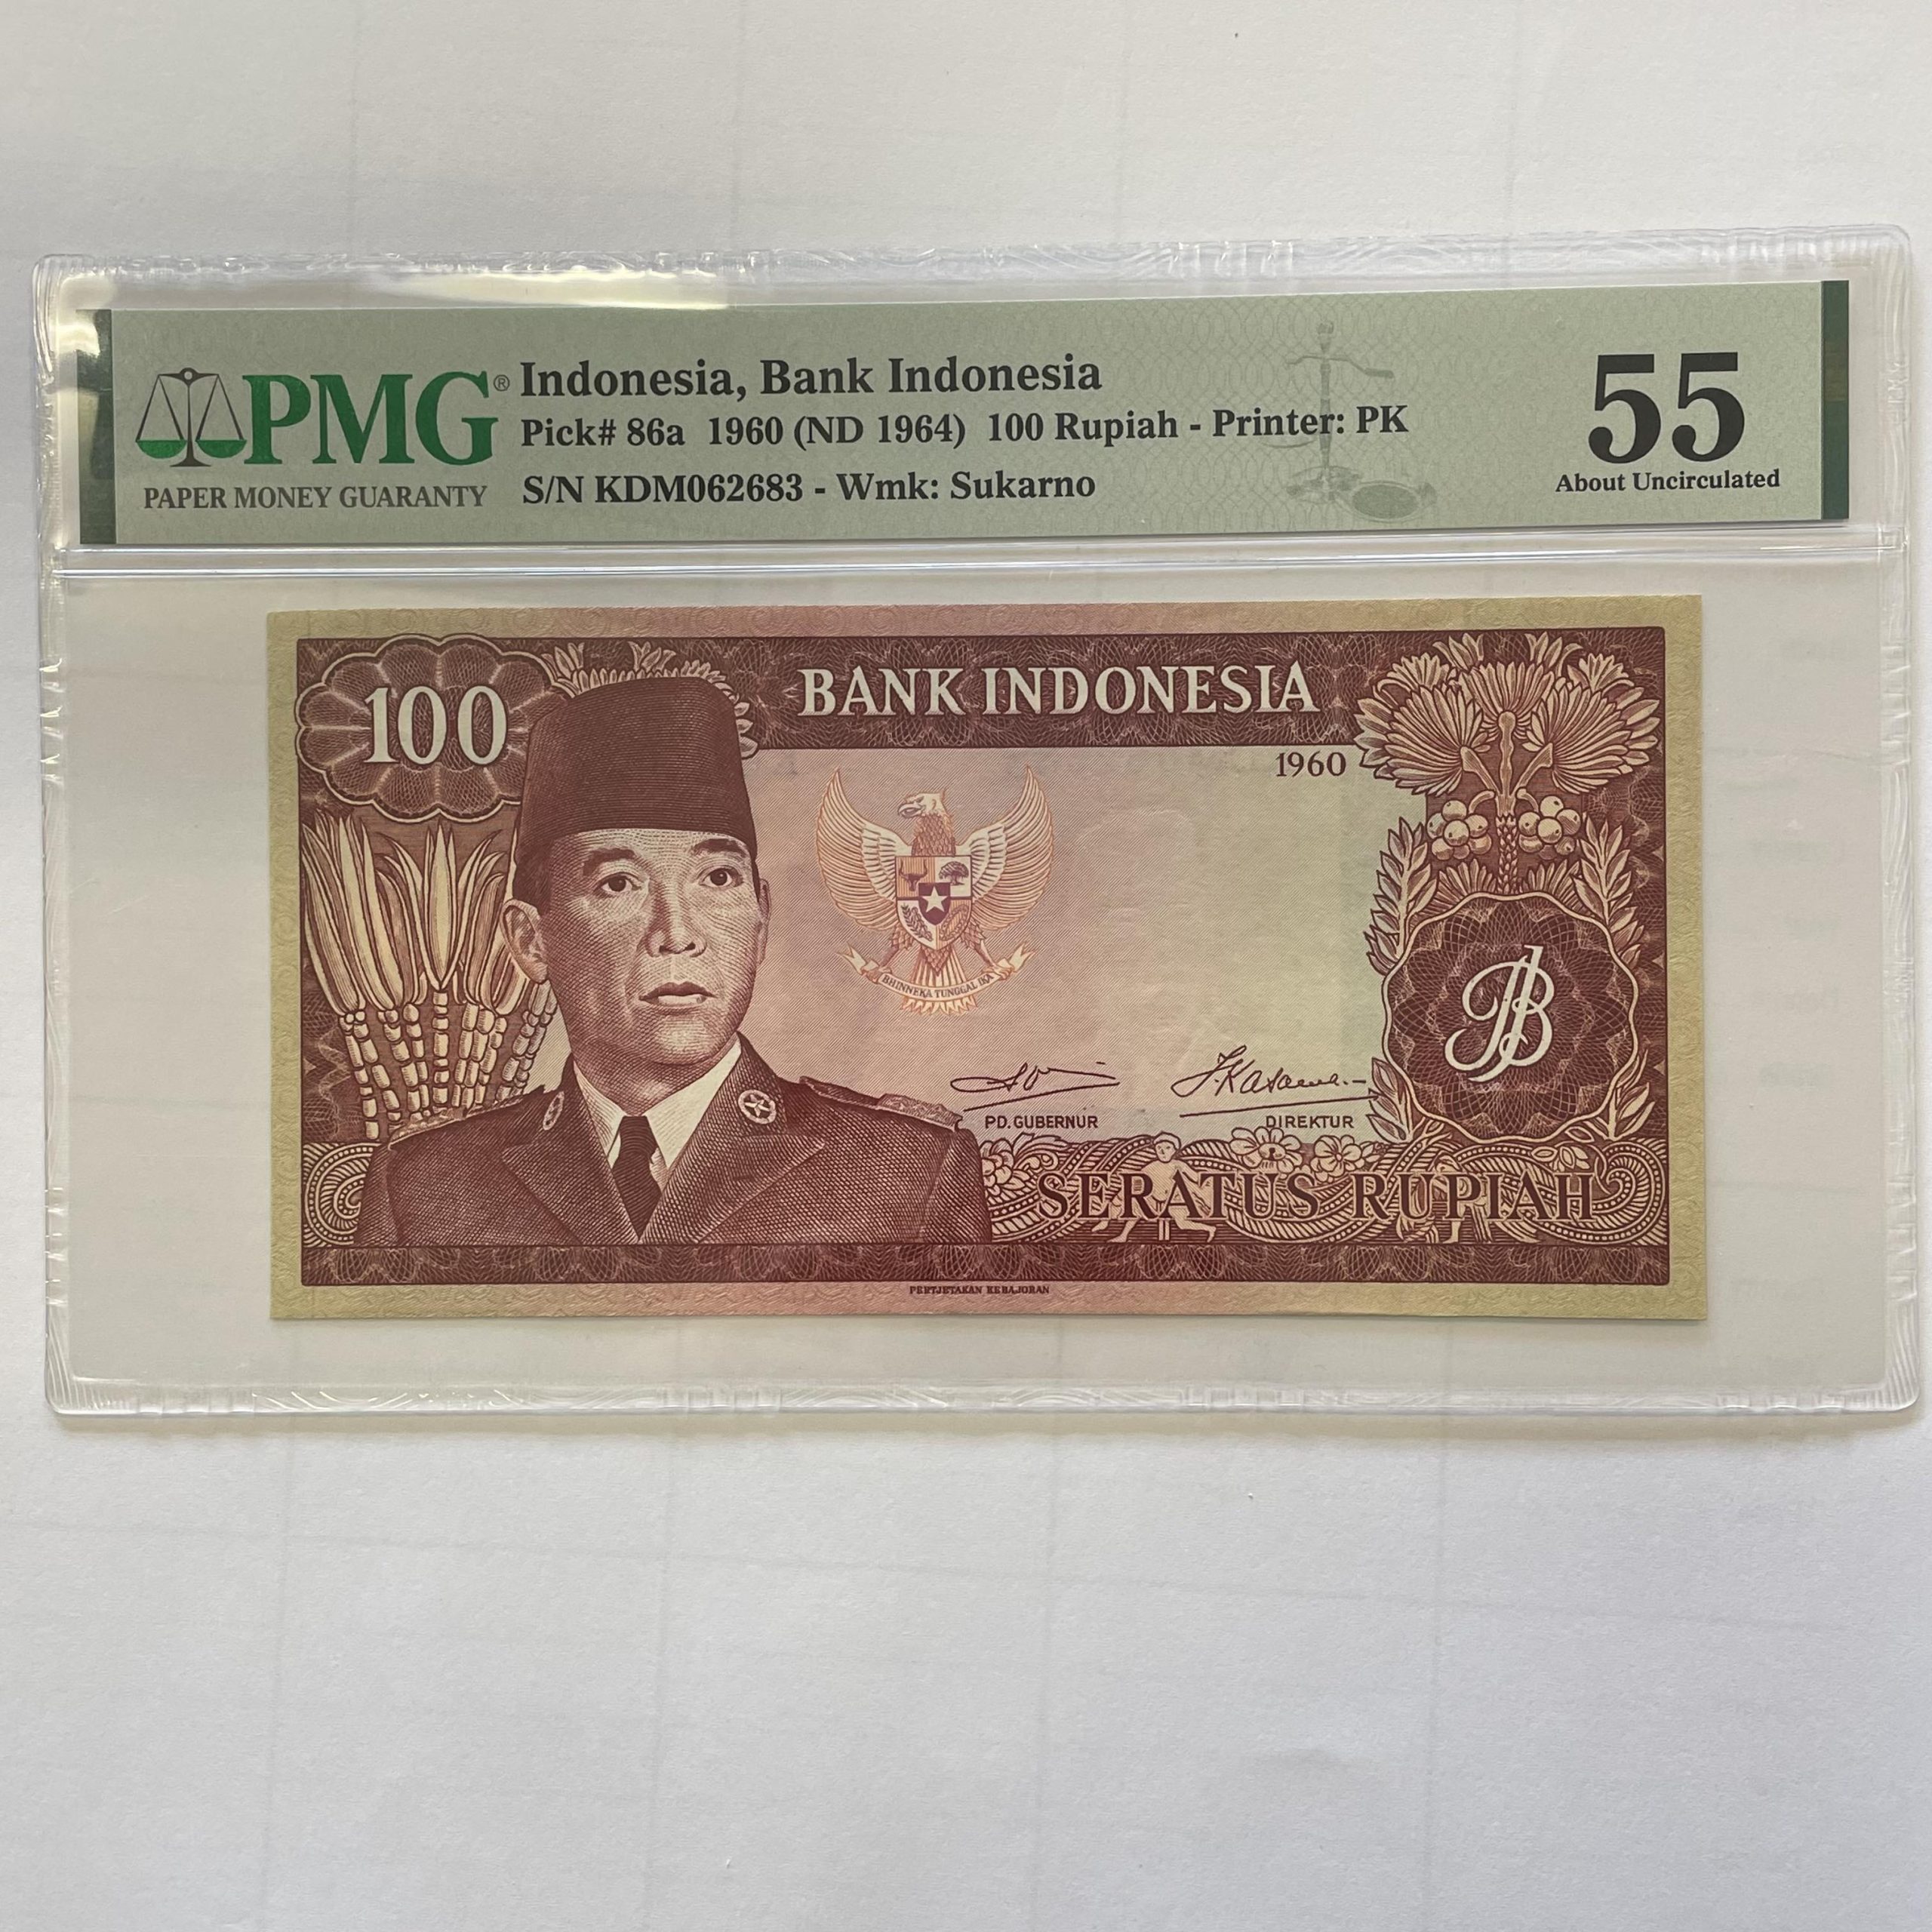 PMG®
PAPER MONEY GUARANTY
Indonesia, Bank Indonesia
Pick# 86a 1960 (ND 1964) 100 Rupiah - Printer: PK
S/N KDM062683 - Wmk: Sukarno
55
About Uncirculated
100
BANK INDONESIA
1960
BHINNEKA TUNGGAL IKA
J.Kasawa.-
PD. GUBERNUR
DIREKTUR
SERATUS RUPIAH
PERTJETAKAN KEBAJORAN